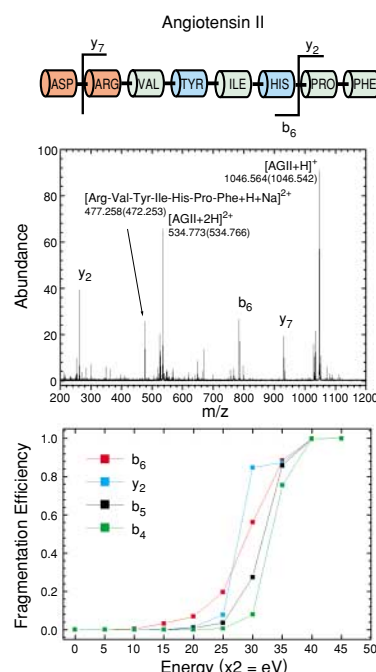 Angiotensin II
y7 y2
ASP ARG VAL TYR ILE HIS PRO PHE
b6
100
80
60
40
20
0
Abundance
[AGII+H]+
1046.564(1046.542)
[Arg-Val-Tyr-Ile-His-Pro-Phe+H+Na]2+
477.258(472.253)
[AGII+2H]2+
534.773(534.766)
y2
b6
y7
200 300 400 500 600 700 800 900 1000 1100 1200
m/z
1.0
0.8
0.6
0.4
0.2
0.0
Fragmentation Efficiency
b6
y2
b5
b4
0 5 10 15 20 25 30 35 40 45 50
Energy (x2 = eV)